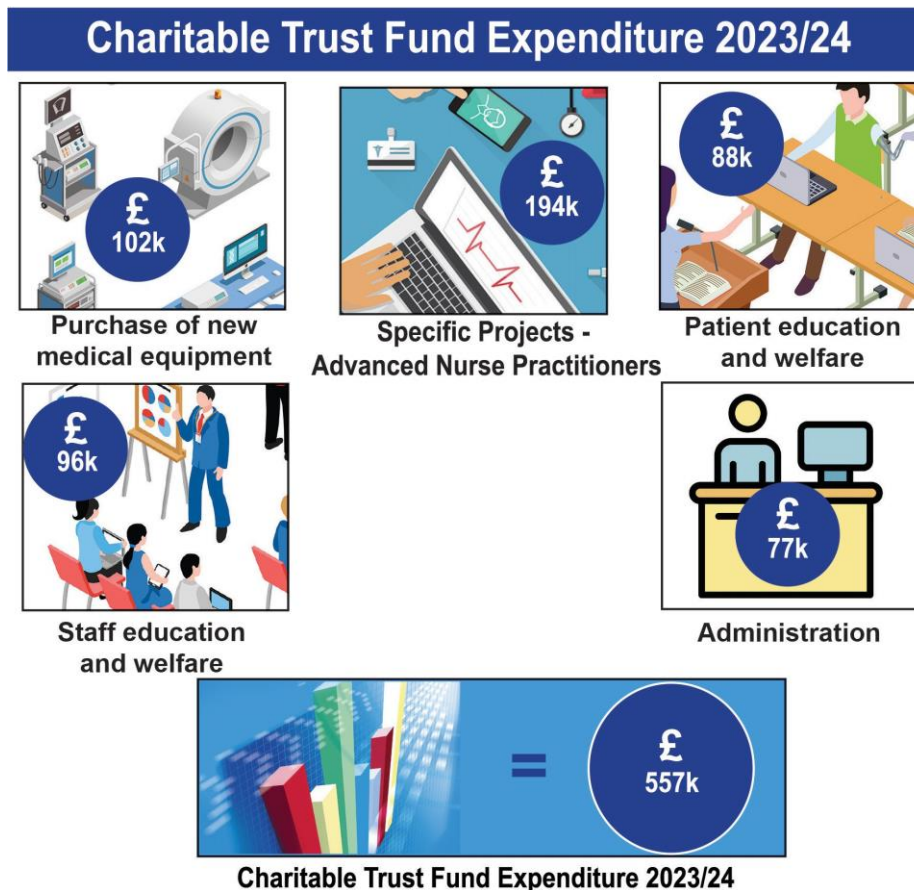 Charitable Trust Fund Expenditure 2023/24
£
102k
Purchase of new
medical equipment
£
194k
Specific Projects -
Advanced Nurse Practitioners
£
88k
Patient education
and welfare
£
96k
Staff education
and welfare
£
77k
Administration
=
£
557k
Charitable Trust Fund Expenditure 2023/24